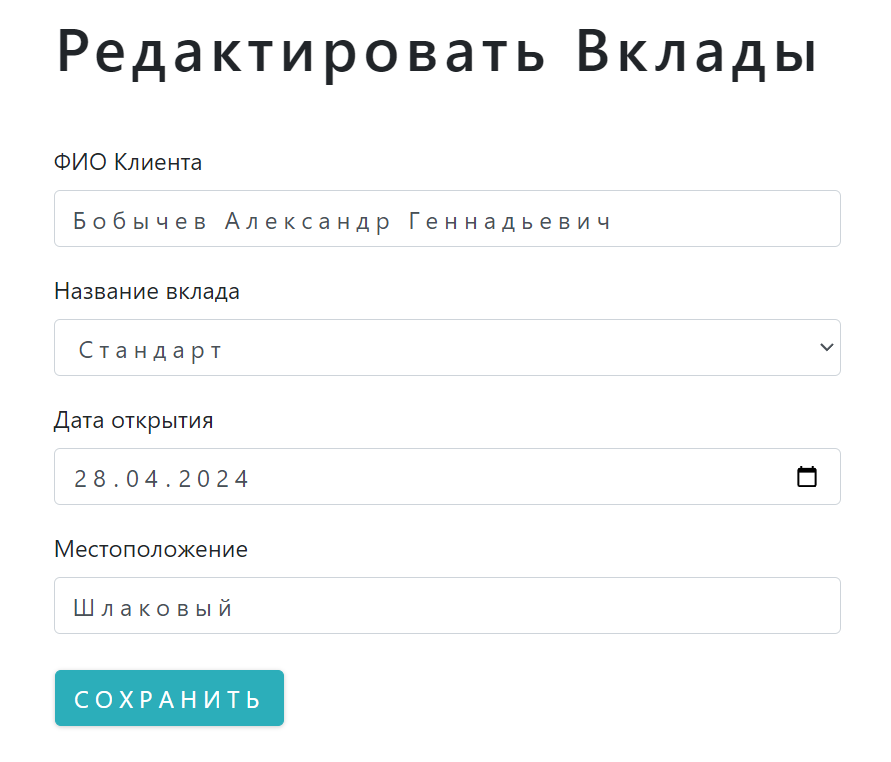 Редактировать Вклады
ФИО Клиента
Бобычев Александр Геннадьевич
Название вклада
Стандарт
Дата открытия
28.04.2024
Местоположение
Шлаковый
СОХРАНИТЬ